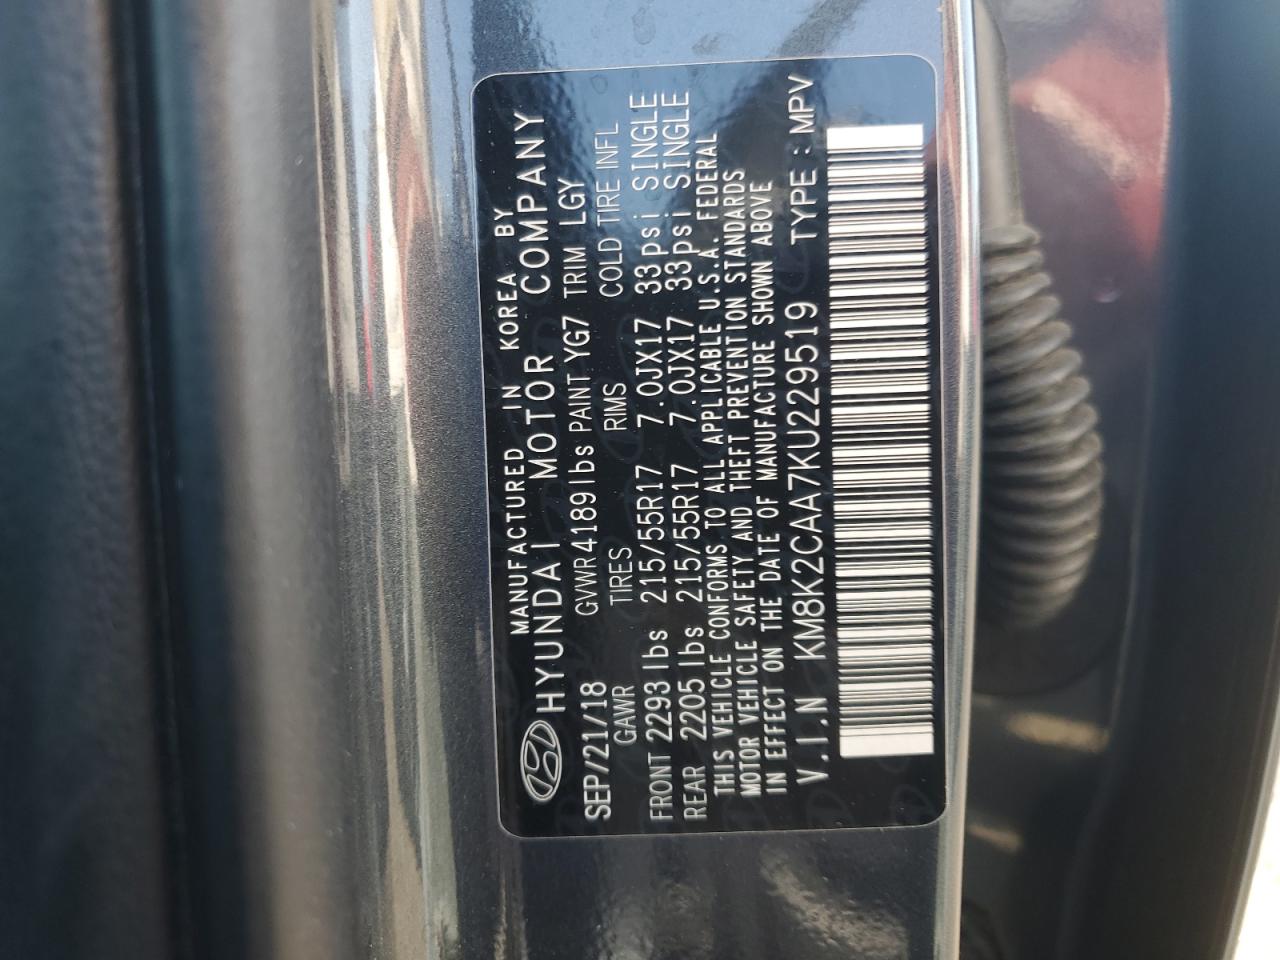 MANUFACTURED IN KOREA BY
HYUNDAI MOTOR COMPANY
SEP/21/18 GVWR4189lbs PAINT YG7 TRIM LGY
GAWR TIRES RIMS COLD TIRE INFL
FRONT 2293lbs 215/55R17 7.0JX17 33psi SINGLE
REAR 2205lbs 215/55R17 7.0JX17 33psi SINGLE
THIS VEHICLE CONFORMS TO ALL APPLICABLE U.S.A. FEDERAL
MOTOR VEHICLE SAFETY AND THEFT PREVENTION STANDARDS
IN EFFECT ON THE DATE OF MANUFACTURE SHOWN ABOVE
V.I.N KM8K2CAA7KU229519 TYPE : MPV